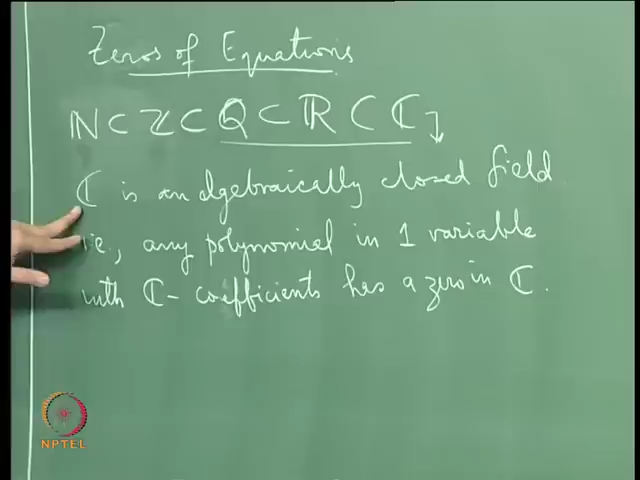 Zeros of Equations
ℕ ⊂ ℤ ⊂ ℚ ⊂ ℝ ⊂ ℂ
ℂ is an algebraically closed field
ie., any polynomial in 1 variable
with ℂ- coefficients has a zero in ℂ.
NPTEL